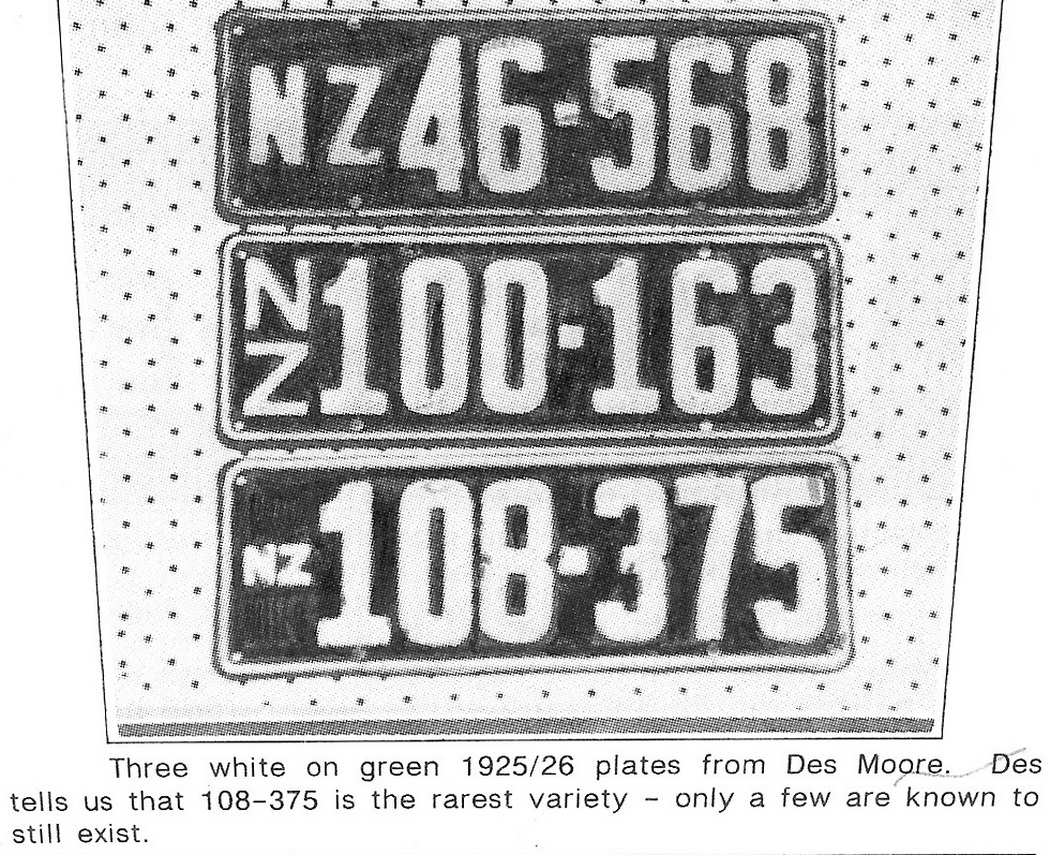 NZ 46-568
NZ 100-163
NZ 108-375
Three white on green 1925/26 plates from Des Moore. Des
tells us that 108-375 is the rarest variety - only a few are known to
still exist.